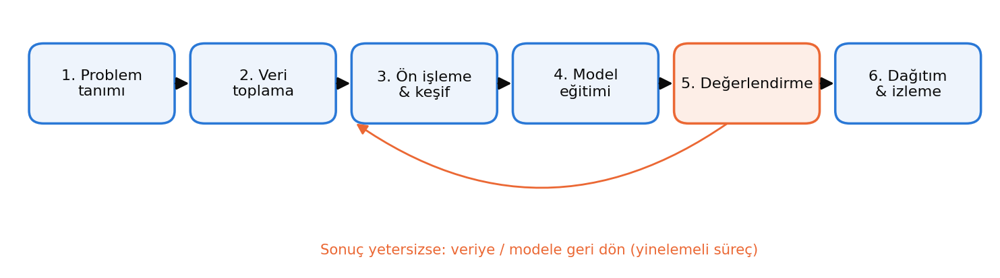 1. Problem
tanımı
2. Veri
toplama
3. Ön işleme
& keşif
4. Model
eğitimi
5. Değerlendirme
6. Dağıtım
& izleme
Sonuç yetersizse: veriye / modele geri dön (yinelemeli süreç)